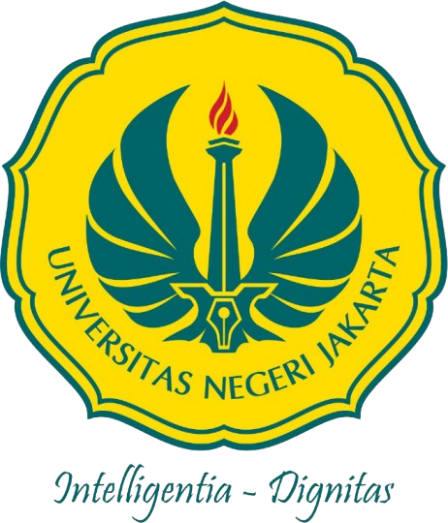 UNIVERSITAS NEGERI JAKARTA
Intelligentia - Dignitas